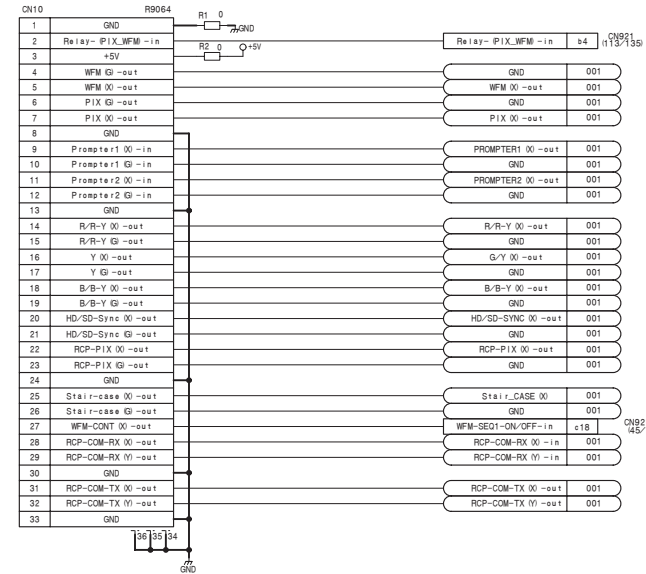 CN10 R9064
R1 0
1 GND
GND
2 Relay- (PIX_WFM) -in Relay- (PIX_WFM) -in b4 CN921
(113/135)
R2 0 +5V
3 +5V
4 WFM (G) -out GND 001
5 WFM (X) -out WFM (X) -out 001
6 PIX (G) -out GND 001
7 PIX (X) -out PIX (X) -out 001
8 GND
9 Prompter1 (X) -in PROMPTER1 (X) -out 001
10 Prompter1 (G) -in GND 001
11 Prompter2 (X) -in PROMPTER2 (X) -out 001
12 Prompter2 (G) -in GND 001
13 GND
14 R/R-Y (X) -out R/R-Y (X) -out 001
15 R/R-Y (G) -out GND 001
16 Y (X) -out G/Y (X) -out 001
17 Y (G) -out GND 001
18 B/B-Y (X) -out B/B-Y (X) -out 001
19 B/B-Y (G) -out GND 001
20 HD/SD-Sync (X) -out HD/SD-SYNC (X) -out 001
21 HD/SD-Sync (G) -out GND 001
22 RCP-PIX (X) -out RCP-PIX (X) -out 001
23 RCP-PIX (G) -out GND 001
24 GND
25 Stair-case (X) -out Stair_CASE (X) 001
26 Stair-case (G) -out GND 001
27 WFM-CONT (X) -out WFM-SEQ1-ON/OFF-in c18 CN92
(45/
28 RCP-COM-RX (X) -out RCP-COM-RX (X) -in 001
29 RCP-COM-RX (Y) -out RCP-COM-RX (Y) -in 001
30 GND
31 RCP-COM-TX (X) -out RCP-COM-TX (X) -out 001
32 RCP-COM-TX (Y) -out RCP-COM-TX (Y) -out 001
33 GND
36 35 34
GND